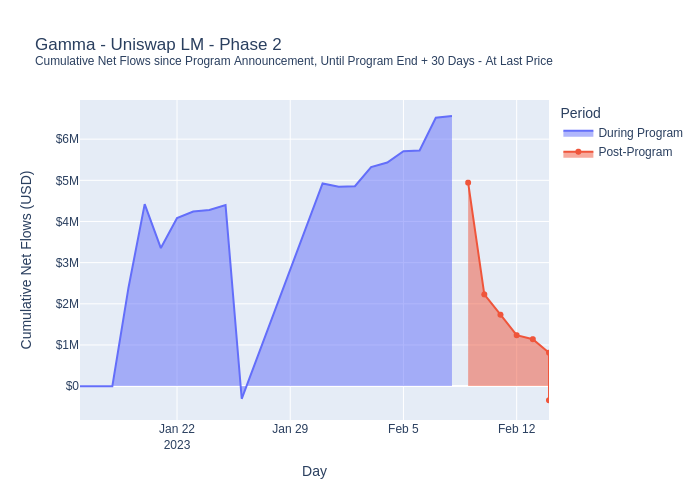 Gamma - Uniswap LM - Phase 2
Cumulative Net Flows since Program Announcement, Until Program End + 30 Days - At Last Price
Period
During Program
Post-Program
Cumulative Net Flows (USD)
$6M
$5M
$4M
$3M
$2M
$1M
$0
Jan 22
2023
Jan 29
Feb 5
Feb 12
Day